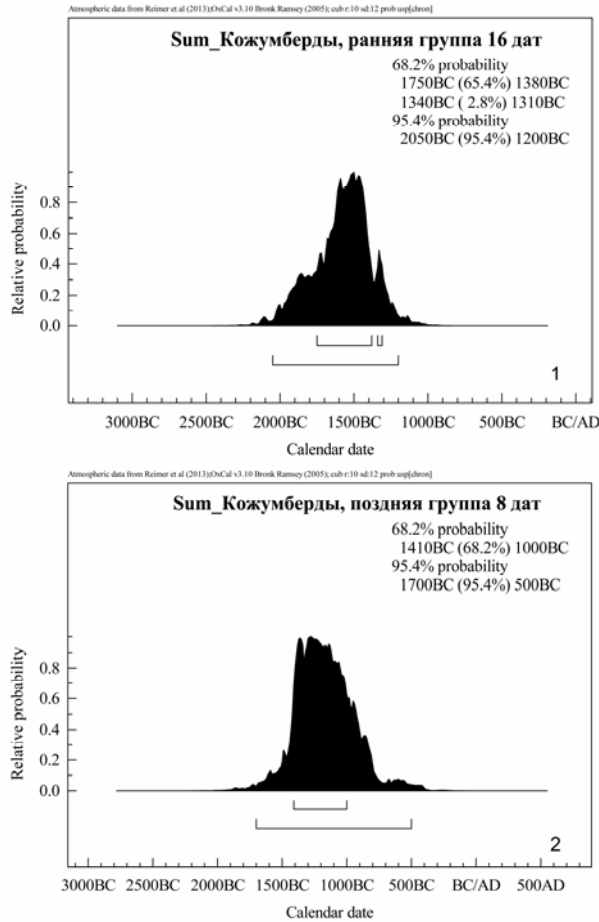 Atmospheric data from Reimer et al (2013);OxCal v3.10 Bronk Ramsey (2005); cub r:10 sd:12 prob usp[chron]
Sum_Кожумберды, ранняя группа 16 дат
68.2% probability
1750BC (65.4%) 1380BC
1340BC ( 2.8%) 1310BC
95.4% probability
2050BC (95.4%) 1200BC
Relative probability
0.8
0.6
0.4
0.2
0.0
1
3000BC 2500BC 2000BC 1500BC 1000BC 500BC BC/AD
Calendar date
Atmospheric data from Reimer et al (2013);OxCal v3.10 Bronk Ramsey (2005); cub r:10 sd:12 prob usp[chron]
Sum_Кожумберды, поздняя группа 8 дат
68.2% probability
1410BC (68.2%) 1000BC
95.4% probability
1700BC (95.4%) 500BC
Relative probability
0.8
0.6
0.4
0.2
0.0
2
3000BC 2500BC 2000BC 1500BC 1000BC 500BC BC/AD 500AD
Calendar date